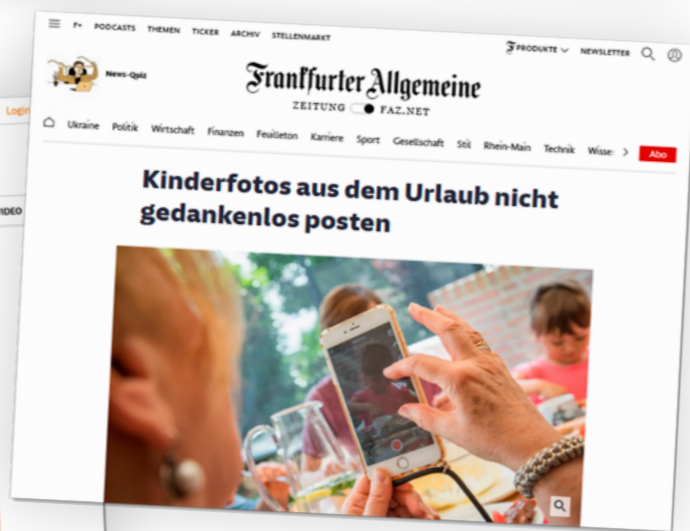 F+ PODCASTS THEMEN TICKER ARCHIV STELLENMARKT
PRODUKTE NEWSLETTER
News-Quiz
Frankfurter Allgemeine
ZEITUNG FAZ.NET
Login
Ukraine Politik Wirtschaft Finanzen Feuilleton Karriere Sport Gesellschaft Stil Rhein-Main Technik Wisse
Abo
IDEO
Kinderfotos aus dem Urlaub nicht
gedankenlos posten